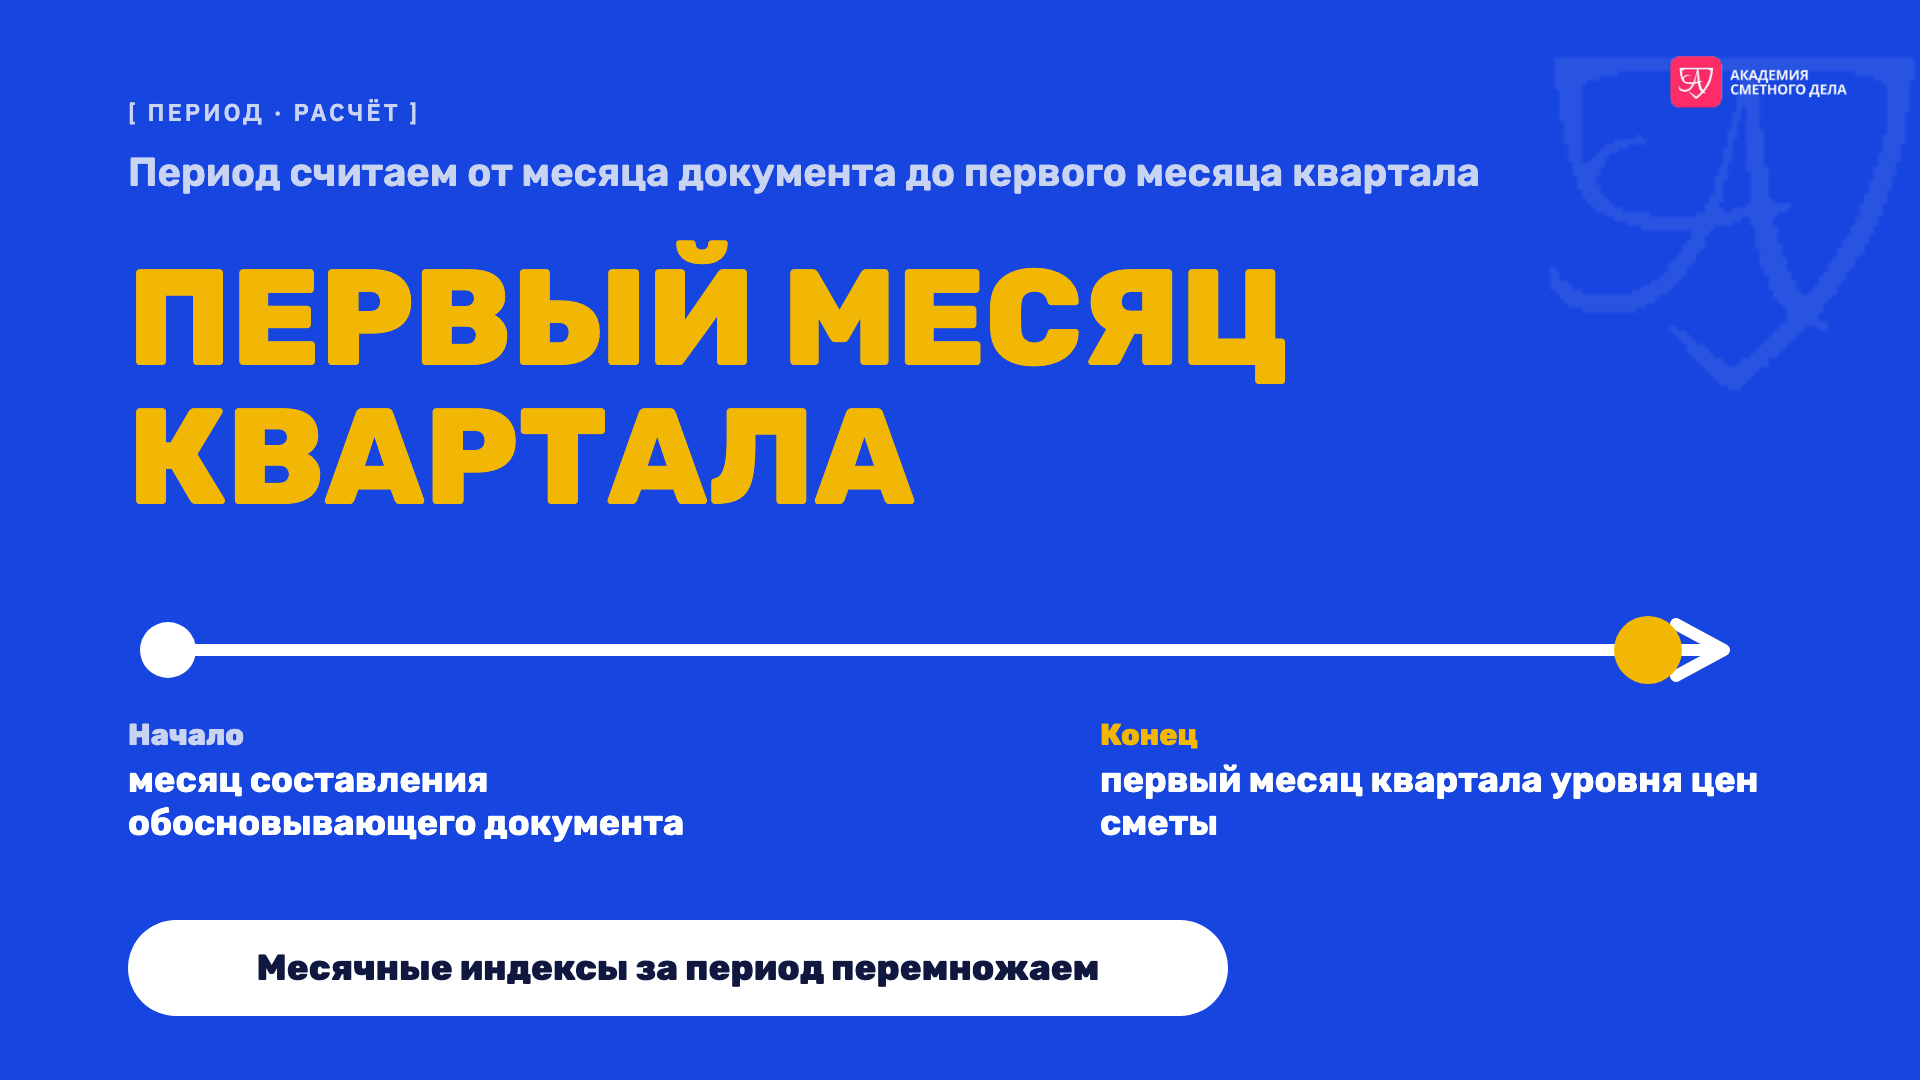 [ ПЕРИОД · РАСЧЁТ ]
АКАДЕМИЯ
СМЕТНОГО ДЕЛА
Период считаем от месяца документа до первого месяца квартала
ПЕРВЫЙ МЕСЯЦ
КВАРТАЛА
Начало
месяц составления
обосновывающего документа
Конец
первый месяц квартала уровня цен
сметы
Месячные индексы за период перемножаем